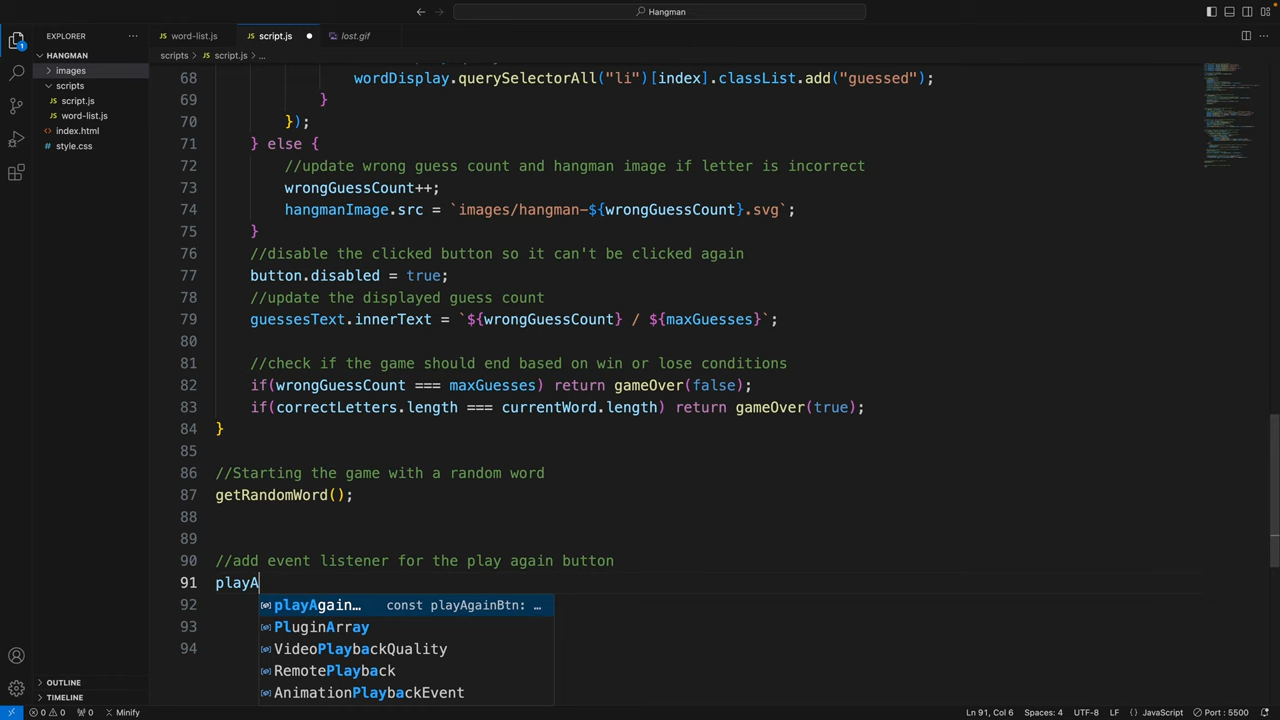 Hangman
EXPLORER
word-list.js
script.js
lost.gif
HANGMAN
scripts > script.js > ...
images
scripts
script.js
word-list.js
index.html
style.css
68 wordDisplay.querySelectorAll("li")[index].classList.add("guessed");
69 }
70 });
71 } else {
72 //update wrong guess count and hangman image if letter is incorrect
73 wrongGuessCount++;
74 hangmanImage.src = `images/hangman-${wrongGuessCount}.svg`;
75 }
76 //disable the clicked button so it can't be clicked again
77 button.disabled = true;
78 //update the displayed guess count
79 guessesText.innerText = `${wrongGuessCount} / ${maxGuesses}`;
80
81 //check if the game should end based on win or lose conditions
82 if(wrongGuessCount === maxGuesses) return gameOver(false);
83 if(correctLetters.length === currentWord.length) return gameOver(true);
84 }
85
86 //Starting the game with a random word
87 getRandomWord();
88
89
90 //add event listener for the play again button
91 playA
92 playAgain… const playAgainBtn: …
93 PluginArray
94 VideoPlaybackQuality
RemotePlayback
AnimationPlaybackEvent
OUTLINE
TIMELINE
0 0 0 Minify Ln 91, Col 6 Spaces: 4 UTF-8 LF {} JavaScript Port : 5500